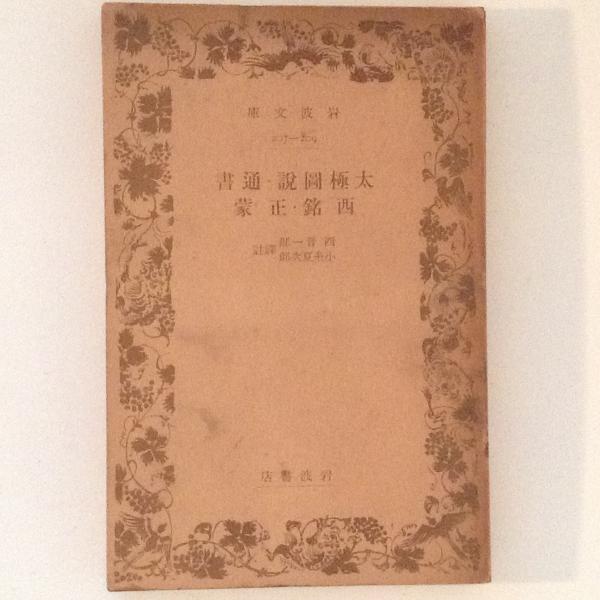 岩波文庫
太極圖說・通書
西銘・正蒙
西晋一郎
小糸夏次郎
譯註
岩波書店